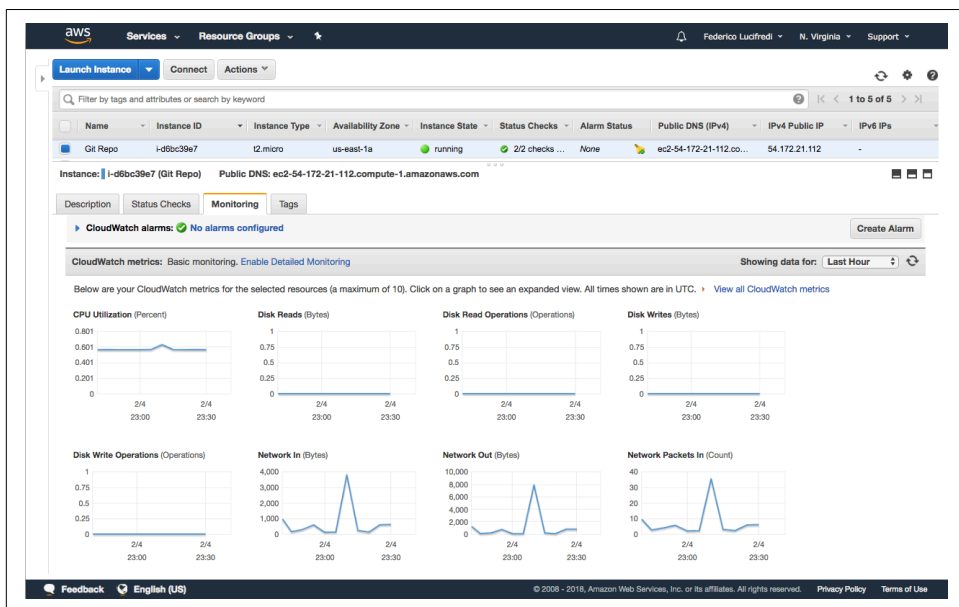 aws Services Resource Groups Federico Lucifredi N. Virginia Support
Launch Instance Connect Actions
Filter by tags and attributes or search by keyword 1 to 5 of 5
Name Instance ID Instance Type Availability Zone Instance State Status Checks Alarm Status Public DNS (IPv4) IPv4 Public IP IPv6 IPs
Git Repo i-d6bc39e7 t2.micro us-east-1a running 2/2 checks ... None ec2-54-172-21-112.co... 54.172.21.112 -
Instance: i-d6bc39e7 (Git Repo) Public DNS: ec2-54-172-21-112.compute-1.amazonaws.com
Description Status Checks Monitoring Tags
CloudWatch alarms: No alarms configured Create Alarm
CloudWatch metrics: Basic monitoring. Enable Detailed Monitoring Showing data for: Last Hour
Below are your CloudWatch metrics for the selected resources (a maximum of 10). Click on a graph to see an expanded view. All times shown are in UTC. View all CloudWatch metrics
CPU Utilization (Percent) Disk Reads (Bytes) Disk Read Operations (Operations) Disk Writes (Bytes)
0.801 1 1 1
0.601 0.75 0.75 0.75
0.401 0.5 0.5 0.5
0.201 0.25 0.25 0.25
0 0 0 0
2/4 2/4 2/4 2/4 2/4 2/4 2/4 2/4
23:00 23:30 23:00 23:30 23:00 23:30 23:00 23:30
Disk Write Operations (Operations) Network In (Bytes) Network Out (Bytes) Network Packets In (Count)
1 4,000 10,000 40
0.75 3,000 8,000 30
0.5 2,000 6,000 20
0.25 1,000 4,000 10
0 0 2,000 0
0
2/4 2/4 2/4 2/4 2/4 2/4 2/4 2/4
23:00 23:30 23:00 23:30 23:00 23:30 23:00 23:30
Feedback English (US) © 2008 - 2018, Amazon Web Services, Inc. or its affiliates. All rights reserved. Privacy Policy Terms of Use